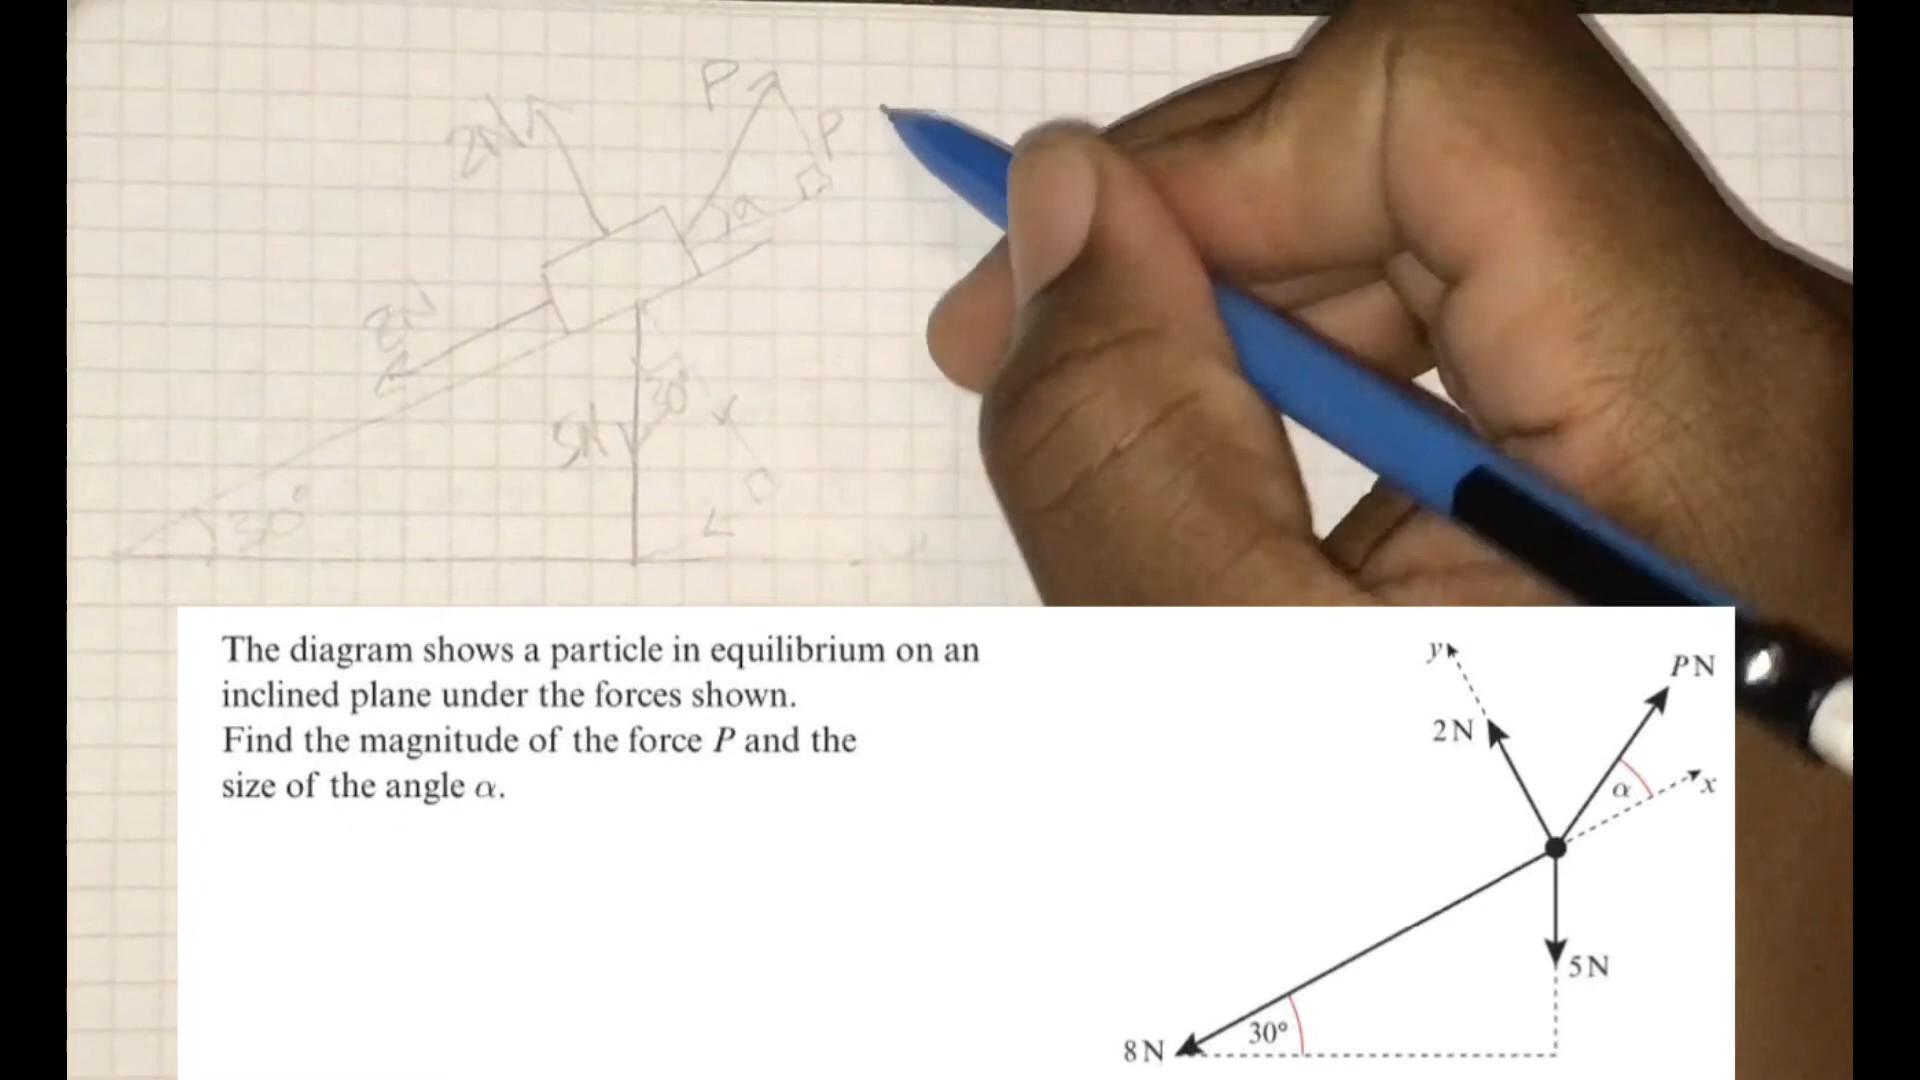 2N
P
P
α
8N
30°
5N
30°
The diagram shows a particle in equilibrium on an
inclined plane under the forces shown.
Find the magnitude of the force P and the
size of the angle α.
y
PN
2N
α
x
5N
30°
8N